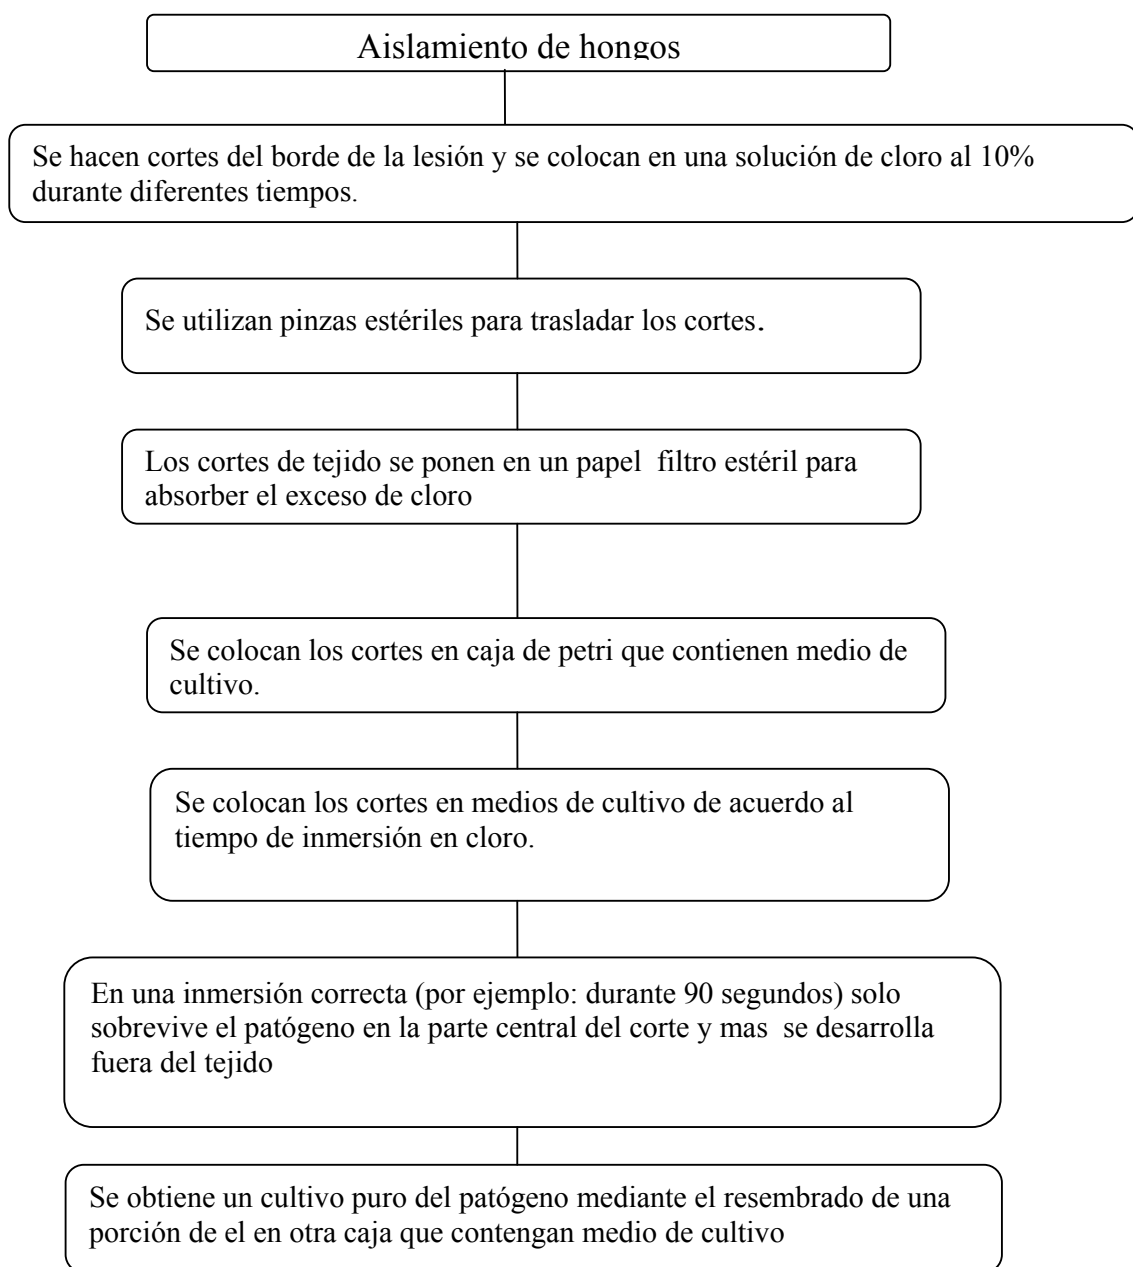 Aislamiento de hongos
Se hacen cortes del borde de la lesión y se colocan en una solución de cloro al 10%
durante diferentes tiempos.
Se utilizan pinzas estériles para trasladar los cortes.
Los cortes de tejido se ponen en un papel filtro estéril para
absorber el exceso de cloro
Se colocan los cortes en caja de petri que contienen medio de
cultivo.
Se colocan los cortes en medios de cultivo de acuerdo al
tiempo de inmersión en cloro.
En una inmersión correcta (por ejemplo: durante 90 segundos) solo
sobrevive el patógeno en la parte central del corte y mas se desarrolla
fuera del tejido
Se obtiene un cultivo puro del patógeno mediante el resembrado de una
porción de el en otra caja que contengan medio de cultivo